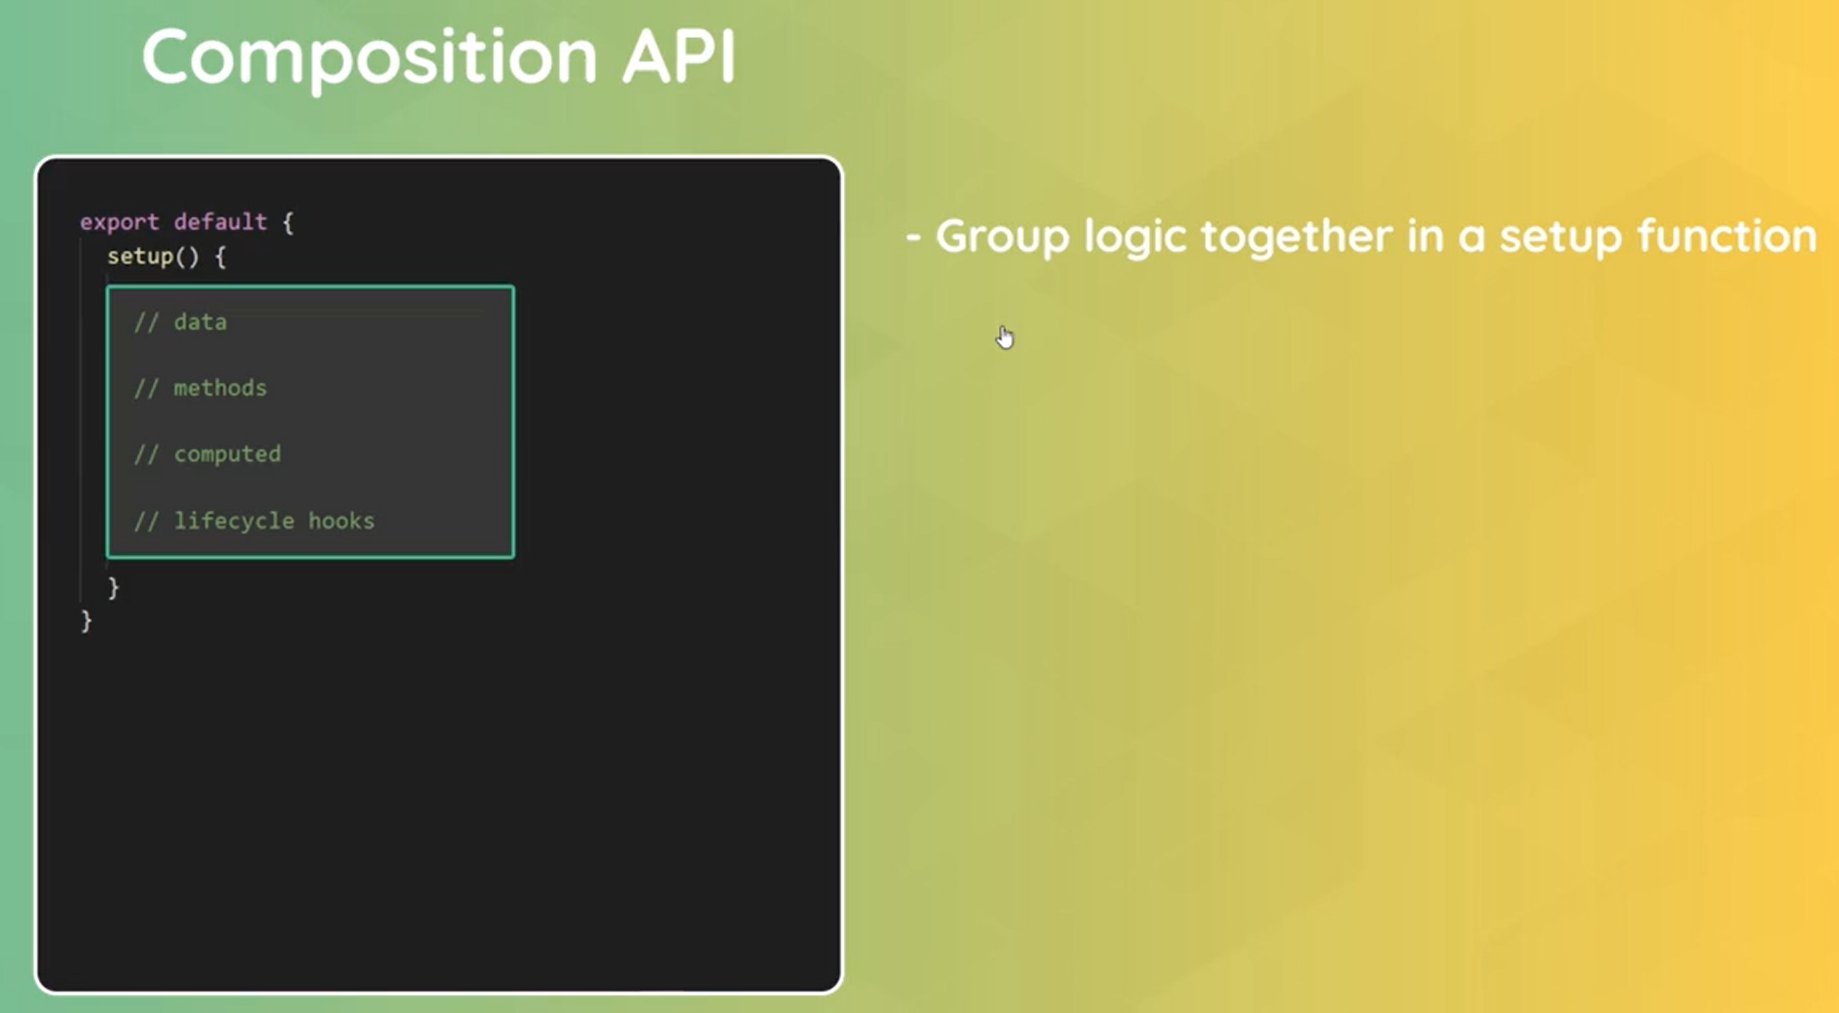 Composition API
export default {
setup() {
// data
// methods
// computed
// lifecycle hooks
}
}
- Group logic together in a setup function